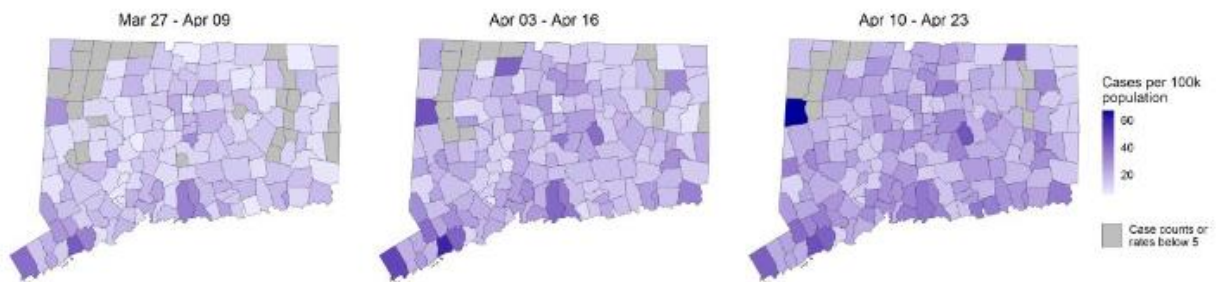 Mar 27 - Apr 09
Apr 03 - Apr 16
Apr 10 - Apr 23
Cases per 100k
population
60
40
20
Case counts or
rates below 5